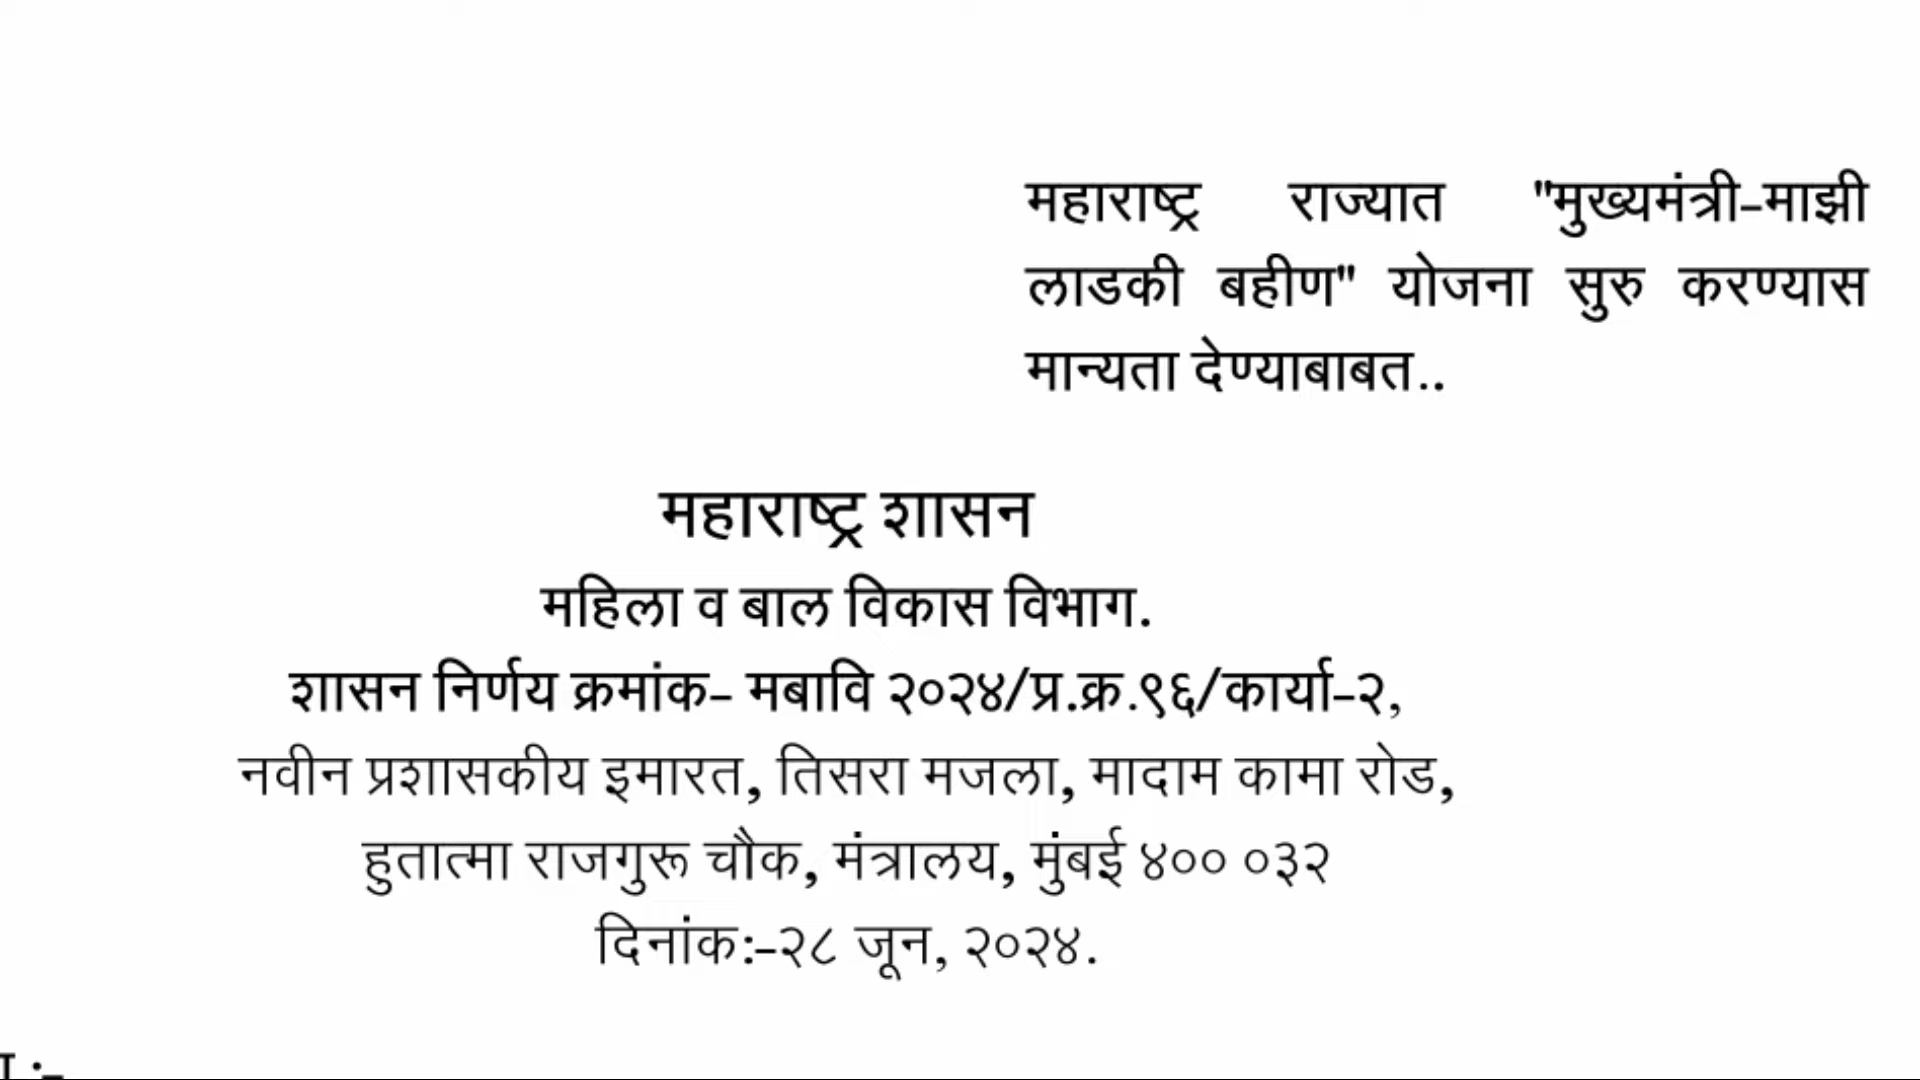 महाराष्ट्र राज्यात "मुख्यमंत्री-माझी
लाडकी बहीण" योजना सुरु करण्यास
मान्यता देण्याबाबत..
महाराष्ट्र शासन
महिला व बाल विकास विभाग.
शासन निर्णय क्रमांक- मबावि २०२४/प्र.क्र.९६/कार्या-२,
नवीन प्रशासकीय इमारत, तिसरा मजला, मादाम कामा रोड,
हुतात्मा राजगुरू चौक, मंत्रालय, मुंबई ४०० ०३२
दिनांक:-२८ जून, २०२४.